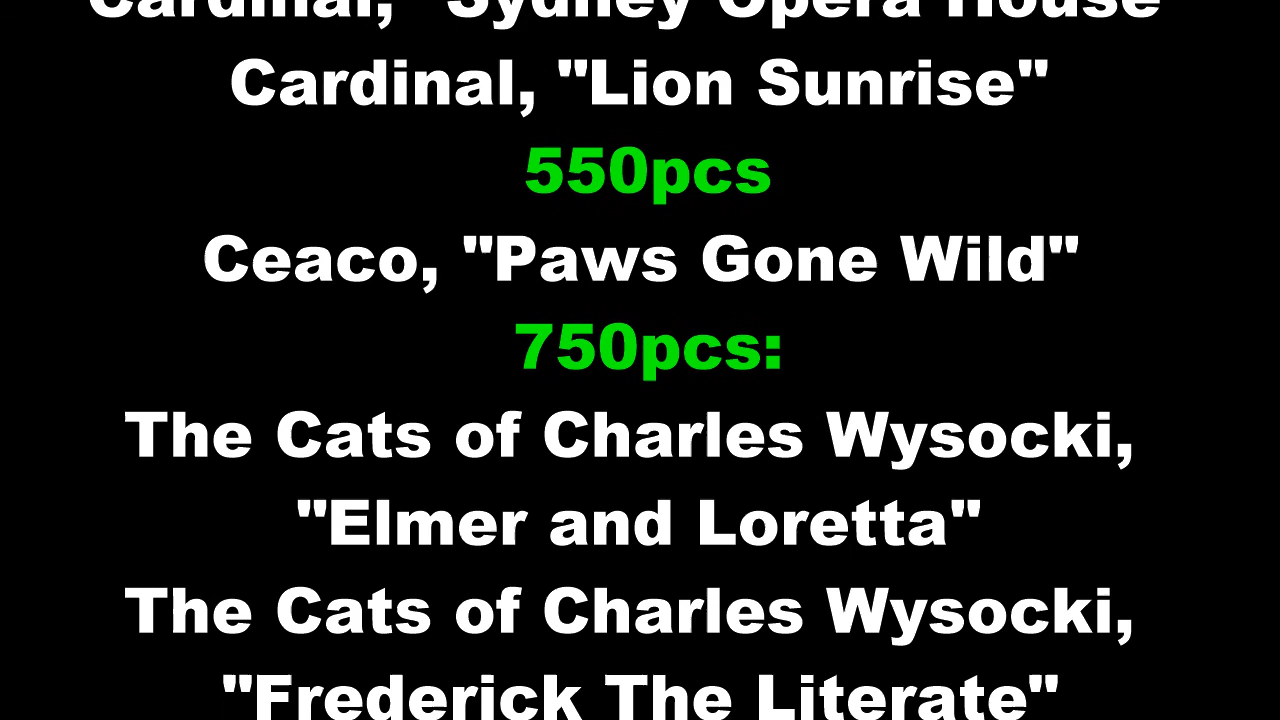 Cardinal, "Sydney Opera House
Cardinal, "Lion Sunrise"
550pcs
Ceaco, "Paws Gone Wild"
750pcs:
The Cats of Charles Wysocki,
"Elmer and Loretta"
The Cats of Charles Wysocki,
"Frederick The Literate"